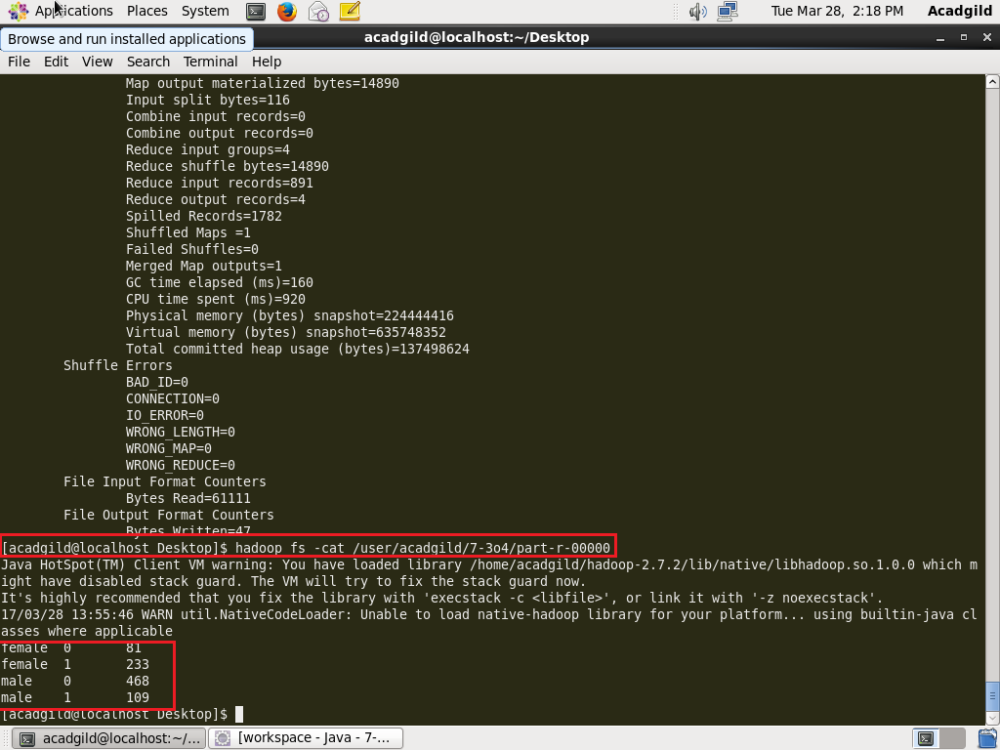 Applications Places System Tue Mar 28, 2:18 PM Acadgild
Browse and run installed applications
acadgild@localhost:~/Desktop
File Edit View Search Terminal Help
Map output materialized bytes=14890
Input split bytes=116
Combine input records=0
Combine output records=0
Reduce input groups=4
Reduce shuffle bytes=14890
Reduce input records=891
Reduce output records=4
Spilled Records=1782
Shuffled Maps =1
Failed Shuffles=0
Merged Map outputs=1
GC time elapsed (ms)=160
CPU time spent (ms)=920
Physical memory (bytes) snapshot=224444416
Virtual memory (bytes) snapshot=635748352
Total committed heap usage (bytes)=137498624
Shuffle Errors
BAD_ID=0
CONNECTION=0
IO_ERROR=0
WRONG_LENGTH=0
WRONG_MAP=0
WRONG_REDUCE=0
File Input Format Counters
Bytes Read=61111
File Output Format Counters
Bytes Written=47
[acadgild@localhost Desktop]$ hadoop fs -cat /user/acadgild/7-3o4/part-r-00000
Java HotSpot(TM) Client VM warning: You have loaded library /home/acadgild/hadoop-2.7.2/lib/native/libhadoop.so.1.0.0 which m
ight have disabled stack guard. The VM will try to fix the stack guard now.
It's highly recommended that you fix the library with 'execstack -c <libfile>', or link it with '-z noexecstack'.
17/03/28 13:55:46 WARN util.NativeCodeLoader: Unable to load native-hadoop library for your platform... using builtin-java cl
asses where applicable
female 0 81
female 1 233
male 0 468
male 1 109
[acadgild@localhost Desktop]$
acadgild@localhost:~/... [workspace - Java - 7-...